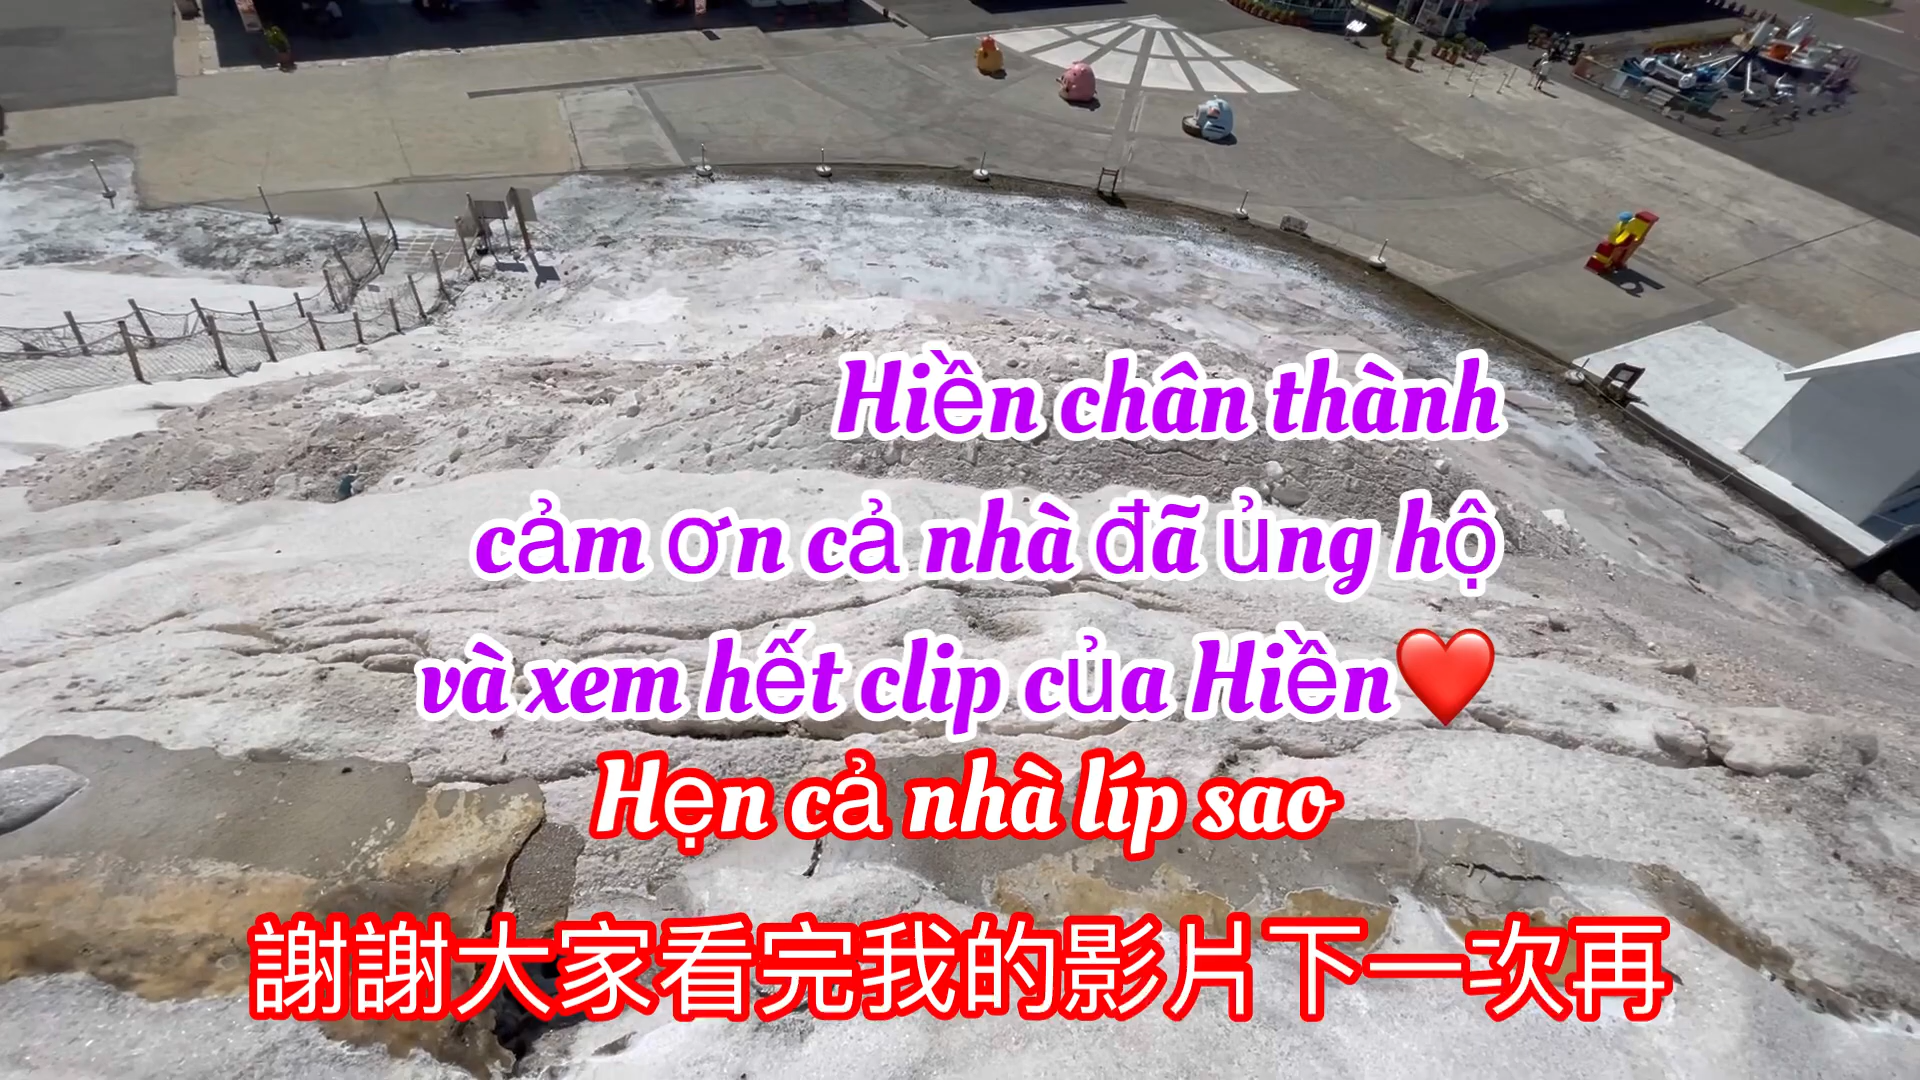 Hiền chân thành
cảm ơn cả nhà đã ủng hộ
và xem hết clip của Hiền❤️
Hẹn cả nhà líp sao
謝謝大家看完我的影片下一次再